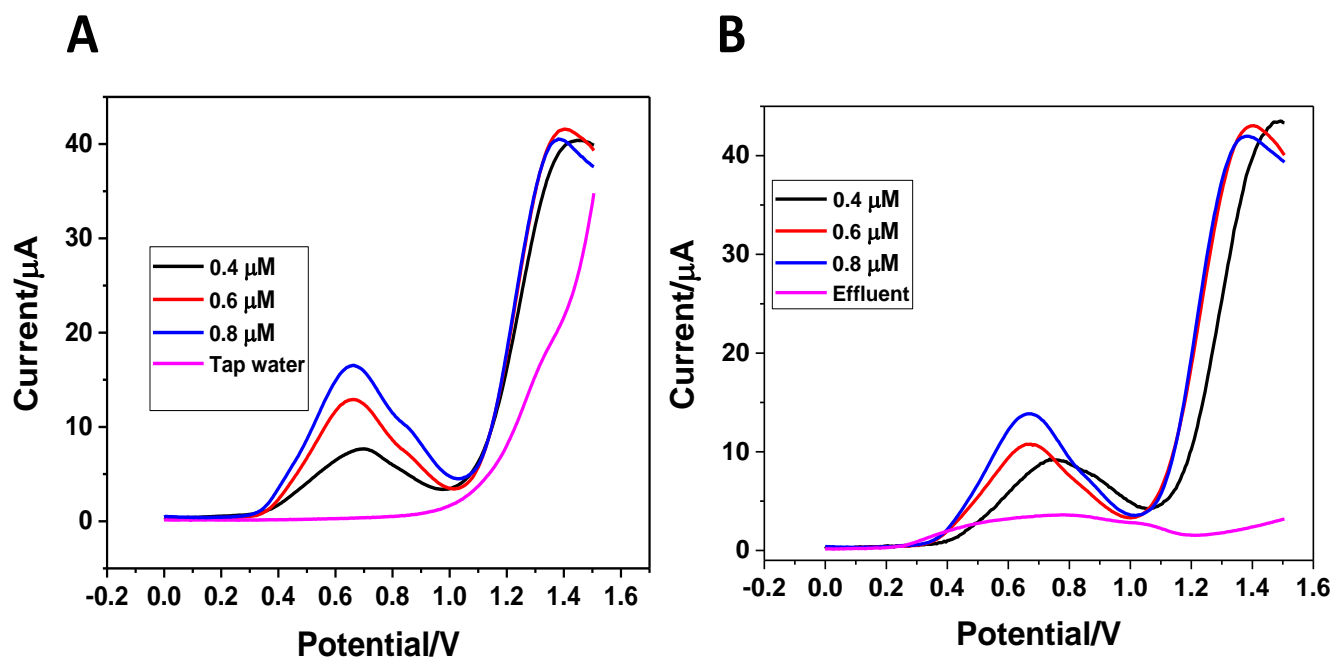 A
Current/μA
40
30
20
10
0
0.4 μM
0.6 μM
0.8 μM
Tap water
-0.2 0.0 0.2 0.4 0.6 0.8 1.0 1.2 1.4 1.6
Potential/V
B
Current/μA
40
30
20
10
0
0.4 μM
0.6 μM
0.8 μM
Effluent
-0.2 0.0 0.2 0.4 0.6 0.8 1.0 1.2 1.4 1.6
Potential/V